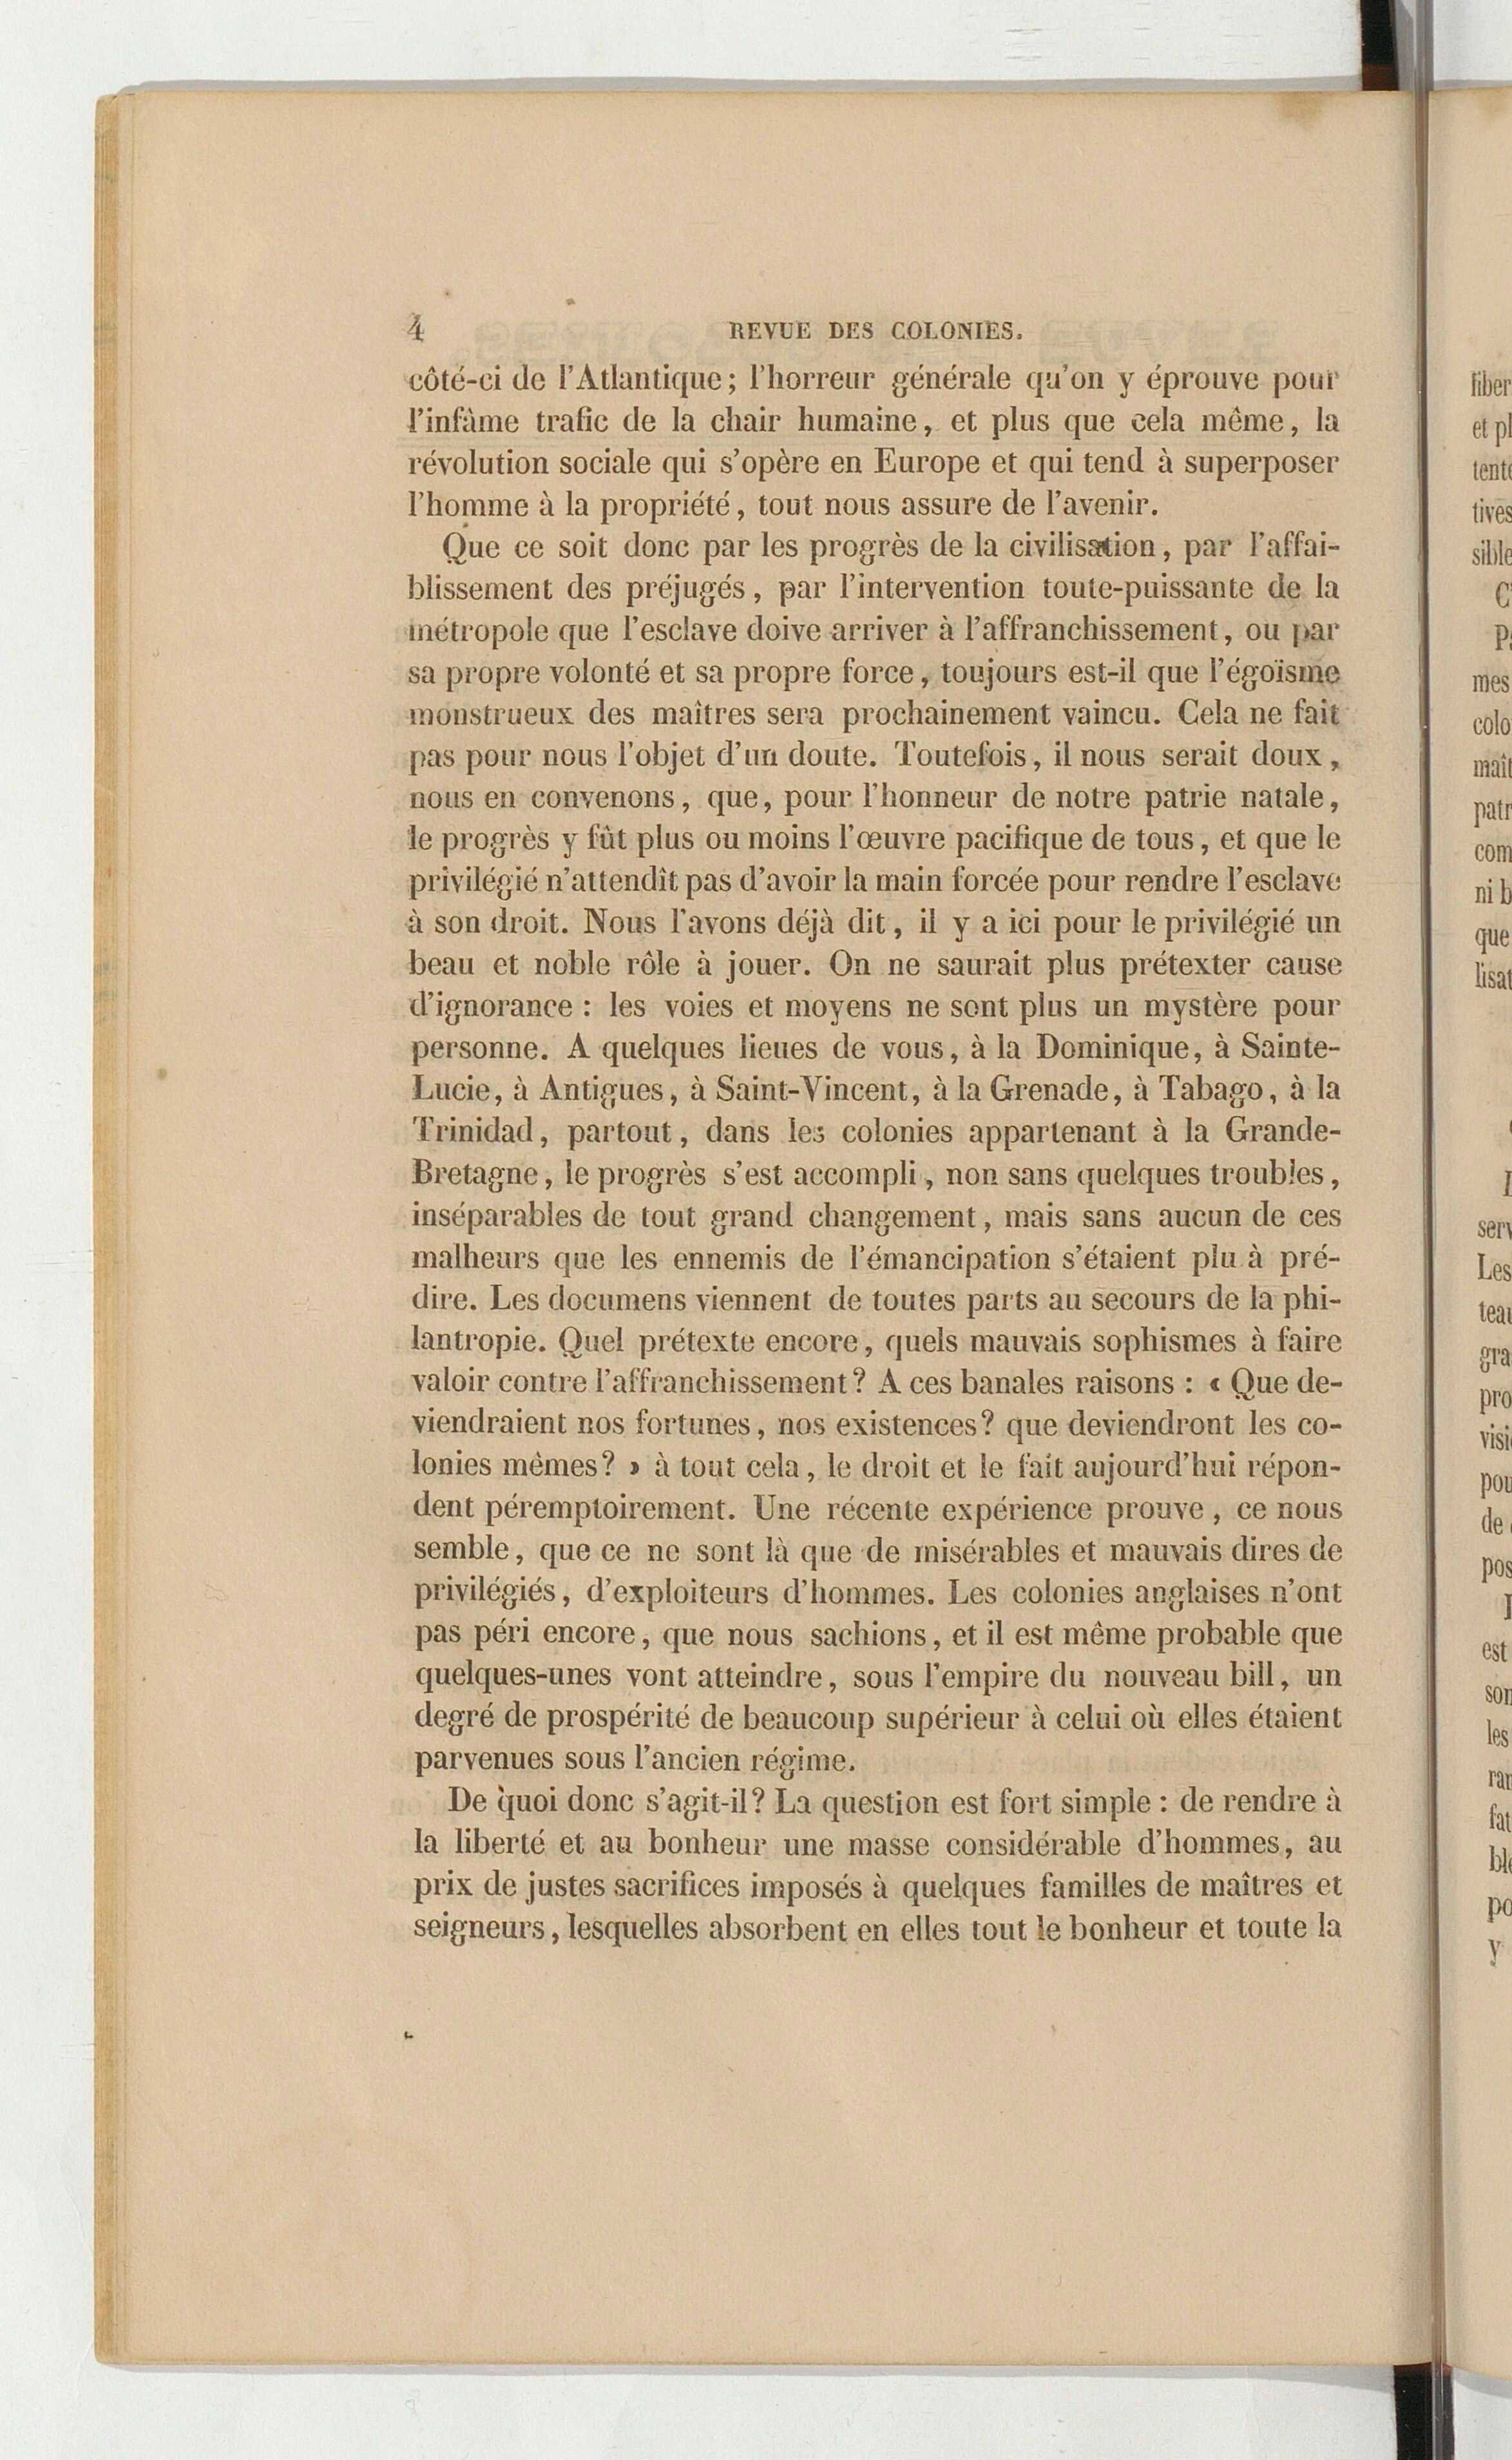 4 REVUE DES COLONIES.
côté-ci de l'Atlantique; l'horreur générale qu'on y éprouve pour
l'infâme trafic de la chair humaine, et plus que cela même, la
révolution sociale qui s'opère en Europe et qui tend à superposer
l'homme à la propriété, tout nous assure de l'avenir.
Que ce soit donc par les progrès de la civilisation, par l'affai-
blissement des préjugés, par l'intervention toute-puissante de la
métropole que l'esclave doive arriver à l'affranchissement, ou par
sa propre volonté et sa propre force, toujours est-il que l'égoïsme
monstrueux des maîtres sera prochainement vaincu. Cela ne fait
pas pour nous l'objet d'un doute. Toutefois, il nous serait doux,
nous en convenons, que, pour l'honneur de notre patrie natale,
le progrès y fût plus ou moins l'œuvre pacifique de tous, et que le
privilégié n'attendît pas d'avoir la main forcée pour rendre l'esclave
à son droit. Nous l'avons déjà dit, il y a ici pour le privilégié un
beau et noble rôle à jouer. On ne saurait plus prétexter cause
d'ignorance : les voies et moyens ne sont plus un mystère pour
personne. A quelques lieues de vous, à la Dominique, à Sainte-
Lucie, à Antigues, à Saint-Vincent, à la Grenade, à Tabago, à la
Trinidad, partout, dans les colonies appartenant à la Grande-
Bretagne, le progrès s'est accompli, non sans quelques troubles,
inséparables de tout grand changement, mais sans aucun de ces
malheurs que les ennemis de l'émancipation s'étaient plu à pré-
dire. Les documens viennent de toutes parts au secours de la phi-
lantropie. Quel prétexte encore, quels mauvais sophismes à faire
valoir contre l'affranchissement? A ces banales raisons : « Que de-
viendraient nos fortunes, nos existences? que deviendront les co-
lonies mêmes? » à tout cela, le droit et le fait aujourd'hui répon-
dent péremptoirement. Une récente expérience prouve, ce nous
semble, que ce ne sont là que de misérables et mauvais dires de
privilégiés, d'exploiteurs d'hommes. Les colonies anglaises n'ont
pas péri encore, que nous sachions, et il est même probable que
quelques-unes vont atteindre, sous l'empire du nouveau bill, un
degré de prospérité de beaucoup supérieur à celui où elles étaient
parvenues sous l'ancien régime.
De quoi donc s'agit-il? La question est fort simple : de rendre à
la liberté et au bonheur une masse considérable d'hommes, au
prix de justes sacrifices imposés à quelques familles de maîtres et
seigneurs, lesquelles absorbent en elles tout le bonheur et toute la